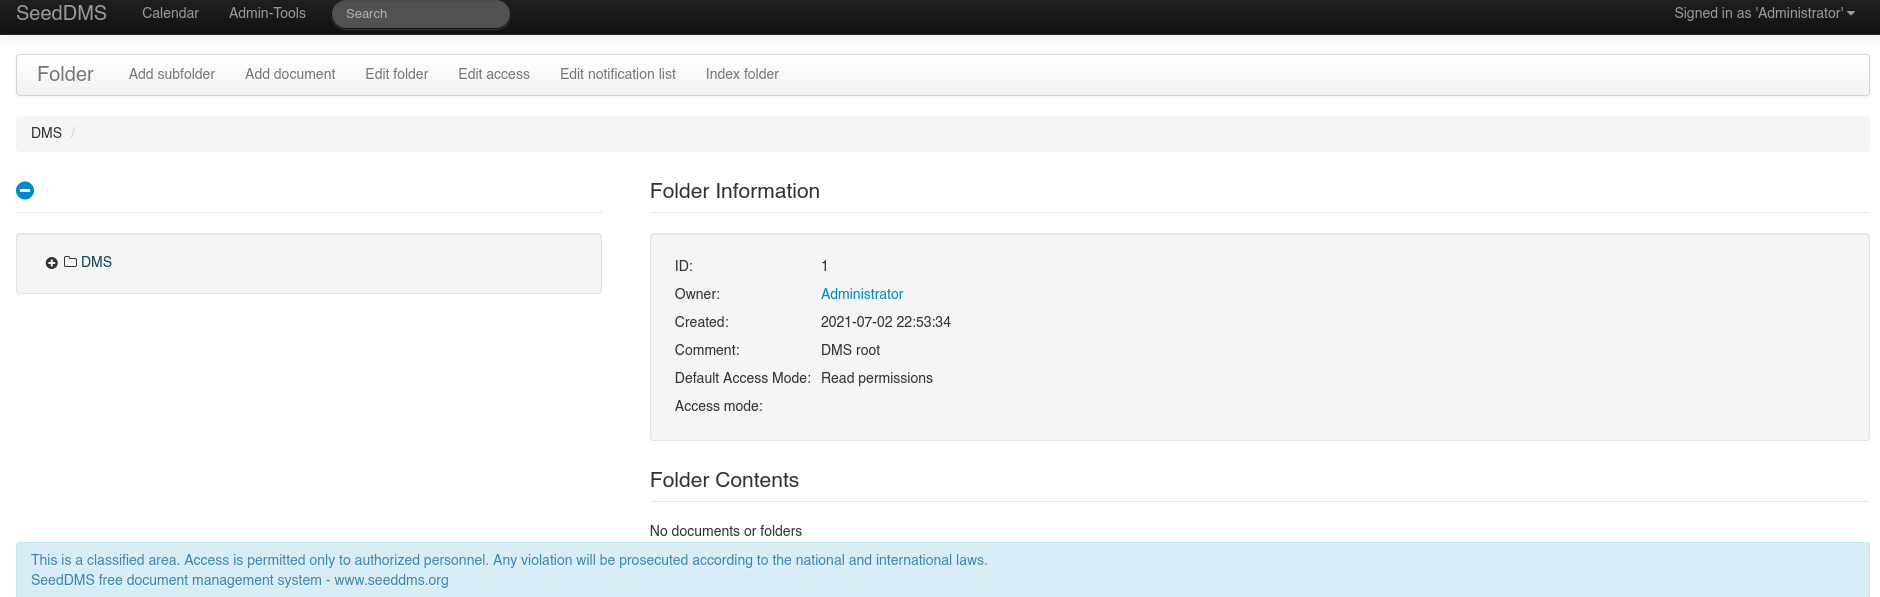 SeedDMS Calendar Admin-Tools Search Signed in as 'Administrator'
Folder Add subfolder Add document Edit folder Edit access Edit notification list Index folder
DMS /
Folder Information
DMS
ID: 1
Owner: Administrator
Created: 2021-07-02 22:53:34
Comment: DMS root
Default Access Mode: Read permissions
Access mode:
Folder Contents
No documents or folders
This is a classified area. Access is permitted only to authorized personnel. Any violation will be prosecuted according to the national and international laws.
SeedDMS free document management system - www.seeddms.org